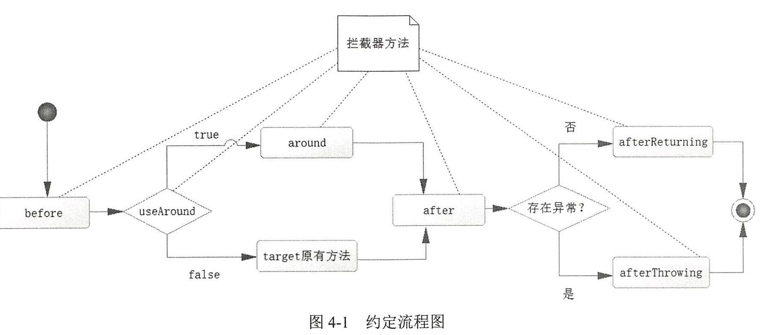 拦截器方法
true
around
否
afterReturning
before
useAround
after
存在异常?
false
target原有方法
是
afterThrowing
图 4-1 约定流程图